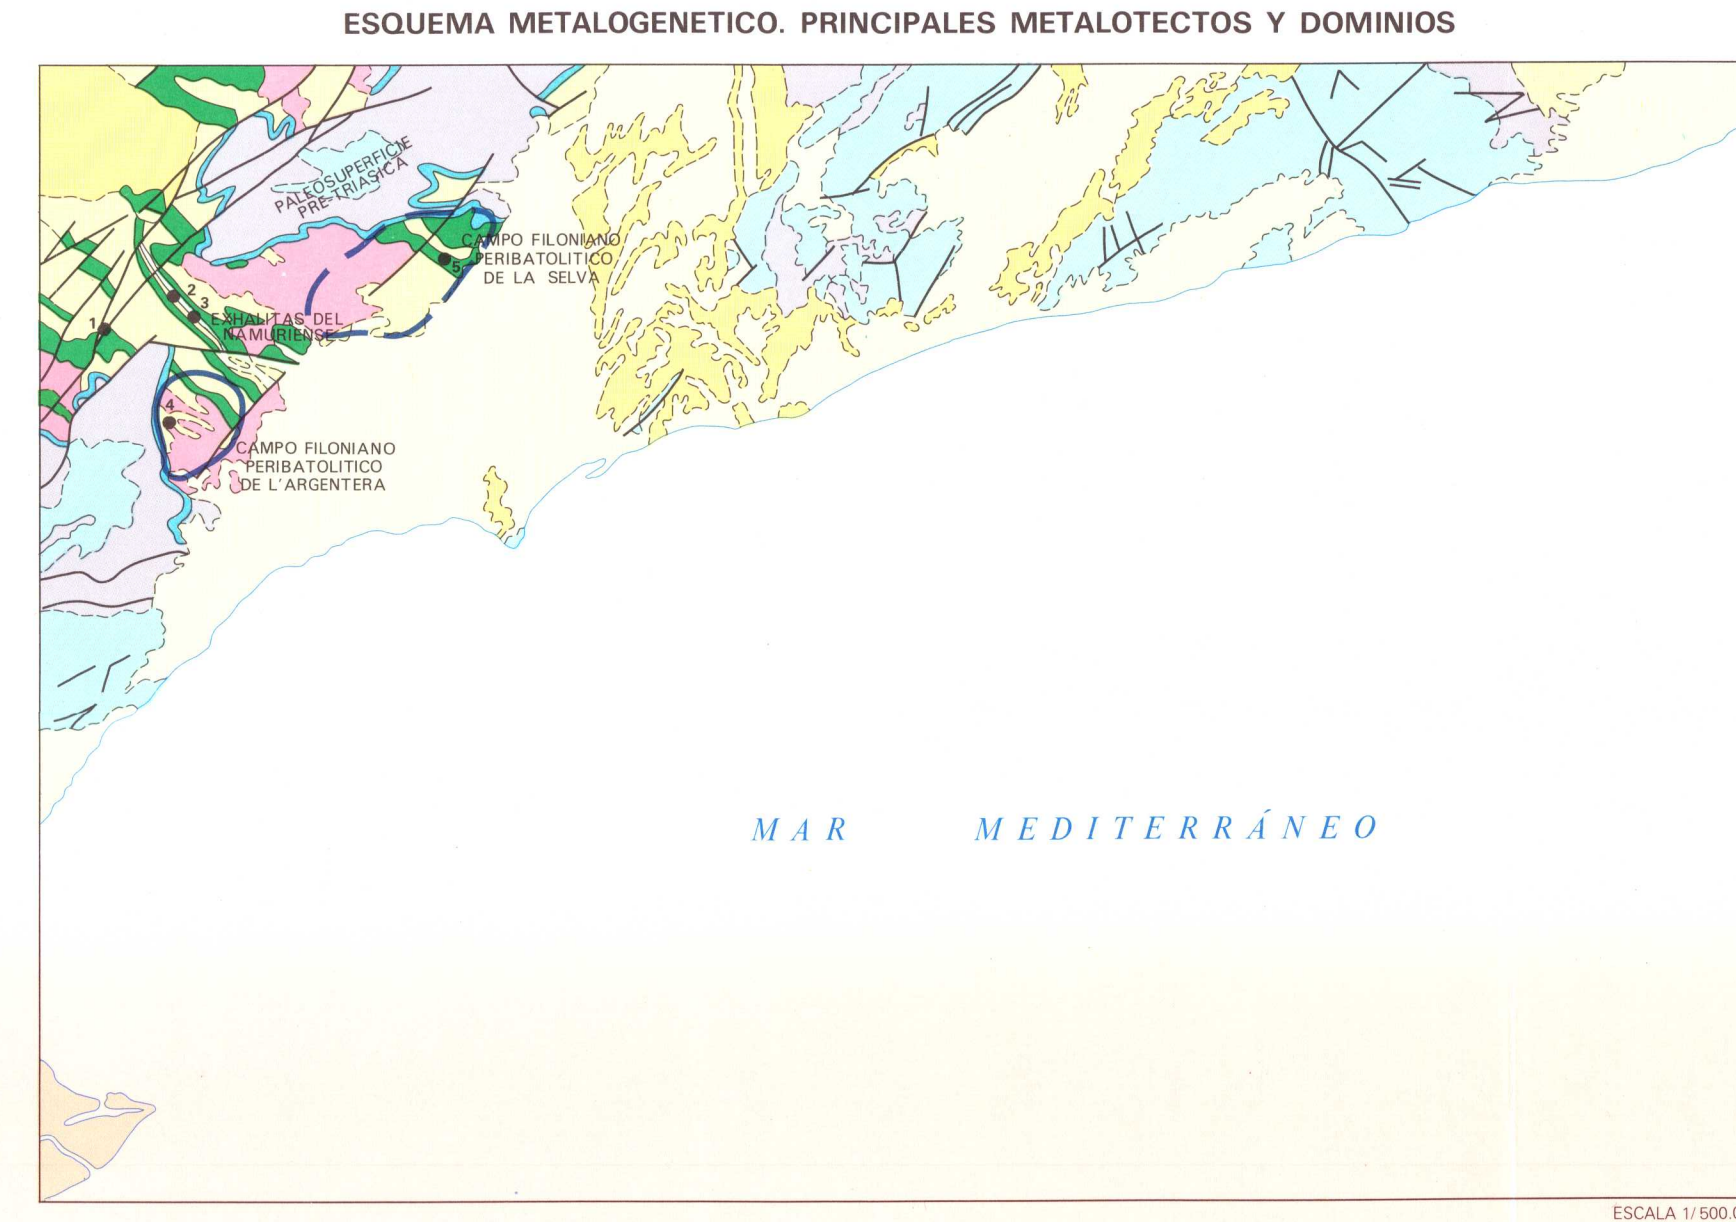 ESQUEMA METALOGENETICO. PRINCIPALES METALOTECTOS Y DOMINIOS
PALEOSUPERFICIE
PRE-TRIASICA
CAMPO FILONIANO
PERIBATOLITICO
DE LA SELVA
5
2
3
1
EXHALITAS DEL
NAMURIENSE
4
CAMPO FILONIANO
PERIBATOLITICO
DE L'ARGENTERA
MAR MEDITERRÁNEO
ESCALA 1/500.0